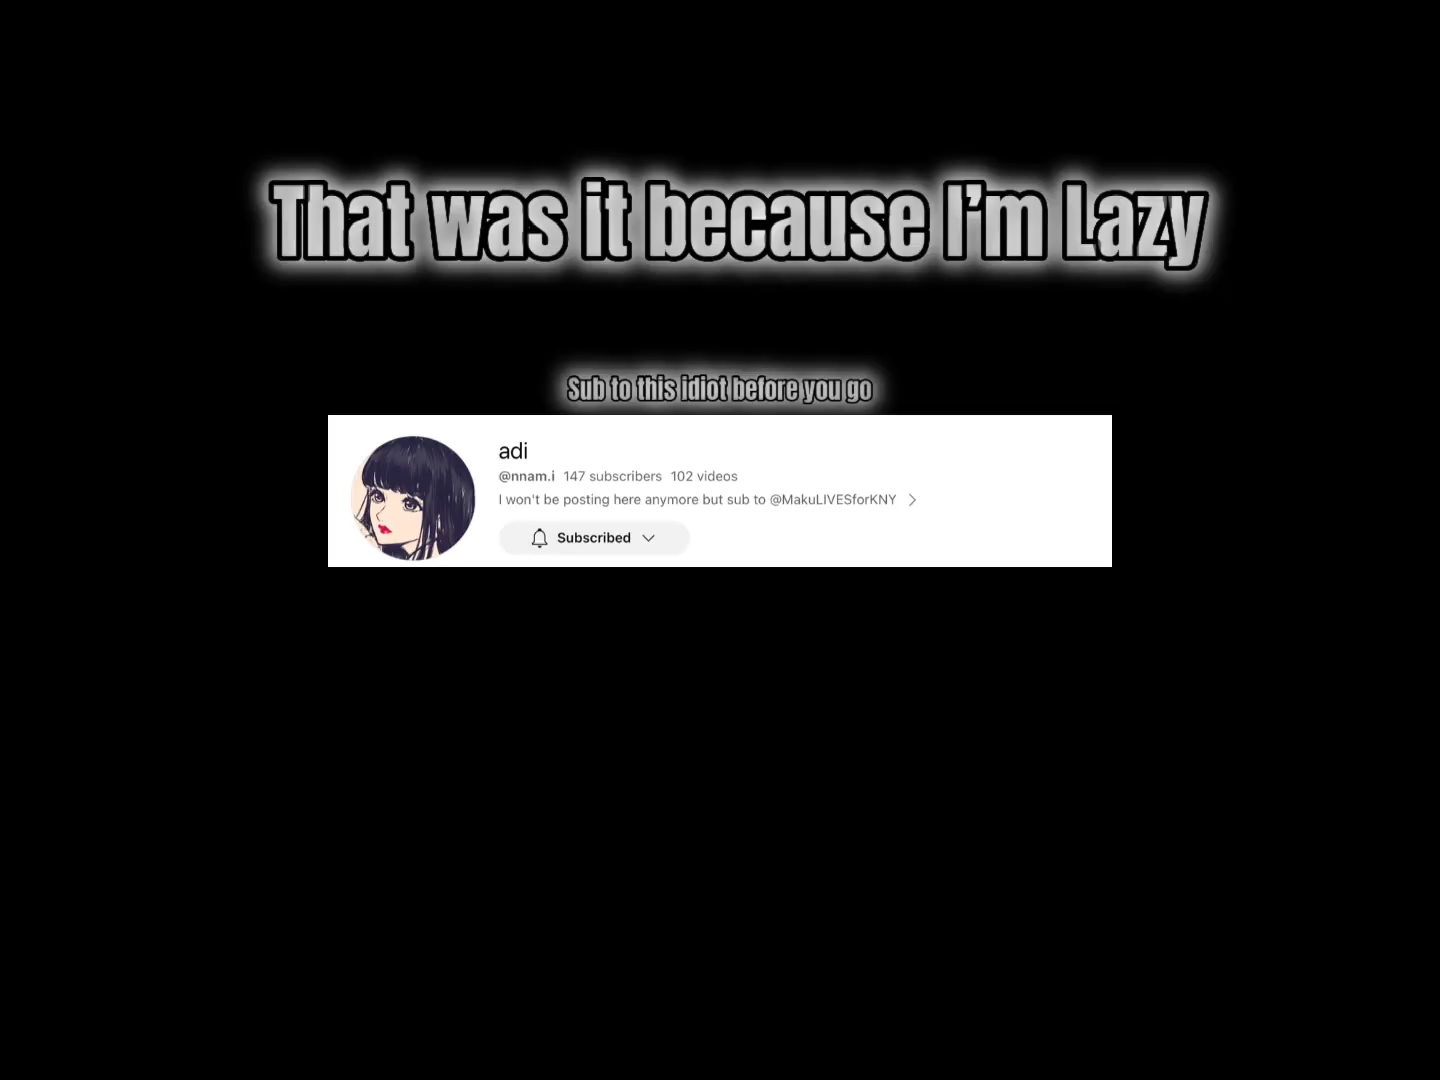 That was it because I'm Lazy
Sub to this idiot before you go
adi
@nnam.i 147 subscribers 102 videos
I won't be posting here anymore but sub to @MakuLIVESforKNY
Subscribed